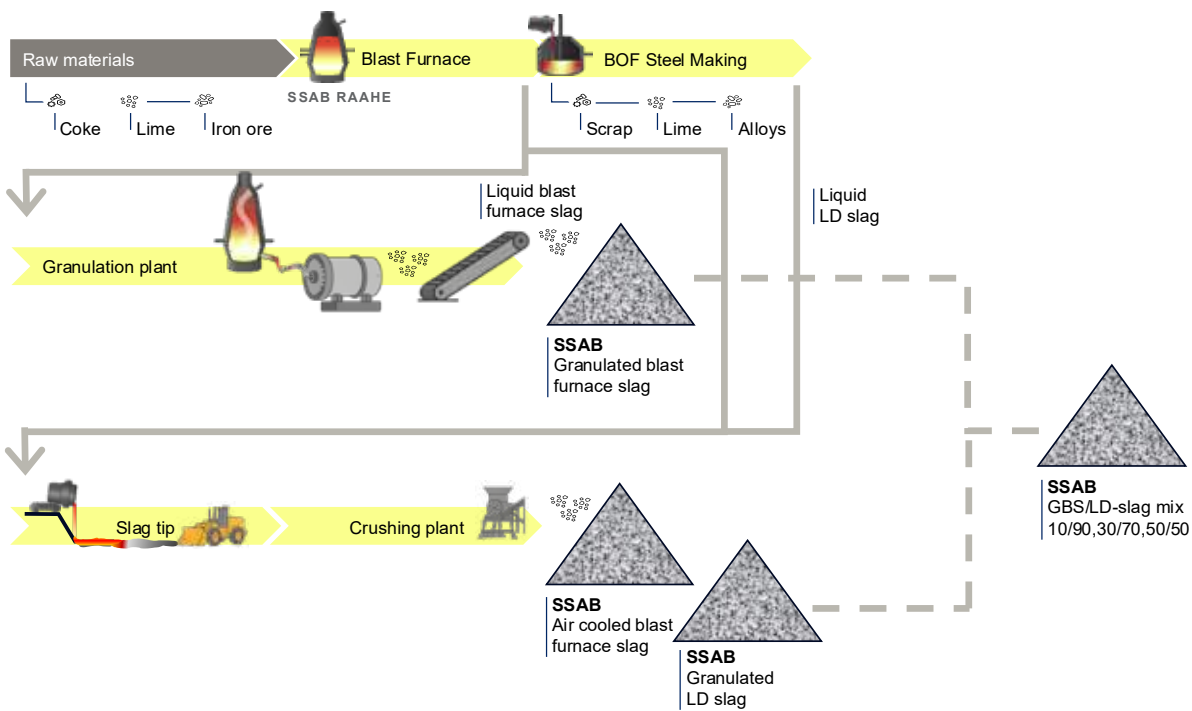 Raw materials
Blast Furnace
BOF Steel Making
SSAB RAAHE
Coke
Lime
Iron ore
Scrap
Lime
Alloys
Liquid blast
furnace slag
Liquid
LD slag
Granulation plant
SSAB
Granulated blast
furnace slag
SSAB
GBS/LD-slag mix
10/90,30/70,50/50
Slag tip
Crushing plant
SSAB
Air cooled blast
furnace slag
SSAB
Granulated
LD slag